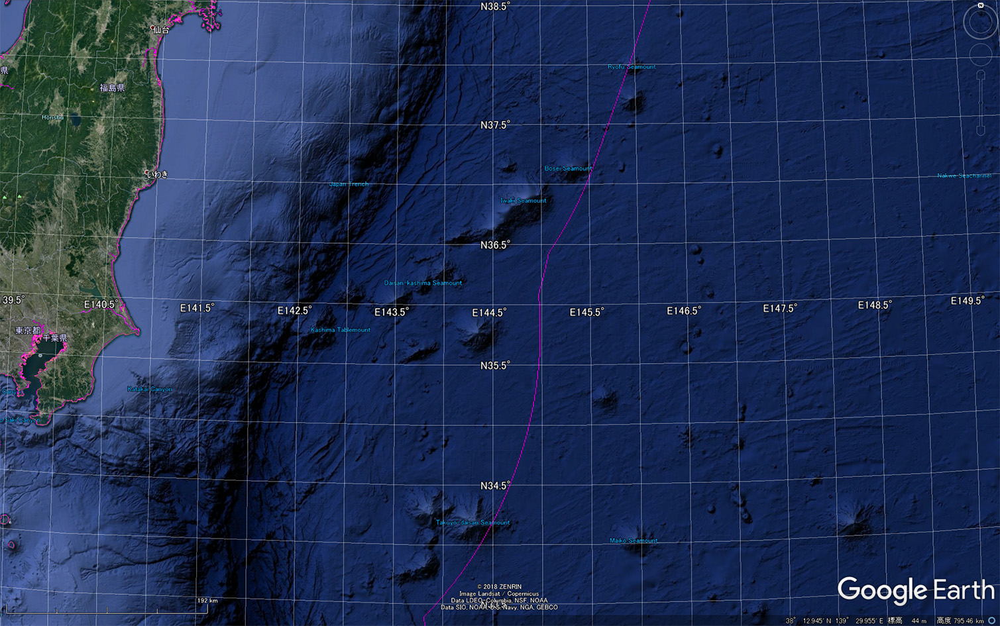 N38.5°
N
仙台
県
Ryofu Seamount
福島県
Honshu
N37.5°
Bosei Seamount
いわき
Nakwe Seachannel
Japan Trench
Iwaki Seamount
N36.5°
Daisan-kashima Seamount
139.5°
E140.5°
E141.5°
E142.5°
E143.5°
E144.5°
E145.5°
E146.5°
E147.5°
E148.5°
E149.5°
東京都
千葉県
Kashima Tablemount
N35.5°
Katakai Canyon
Canyon
o Saki Canyon
N34.5°
Takuyo-daisan Seamount
Maiko Seamount
© 2018 ZENRIN
Image Landsat / Copernicus
Data LDEO-Columbia, NSF, NOAA
Data SIO, NOAA, U.S. Navy, NGA, GEBCO
192 km
Google Earth
38° 12.945' N 139° 29.955' E 標高 44 m 高度 795.46 km